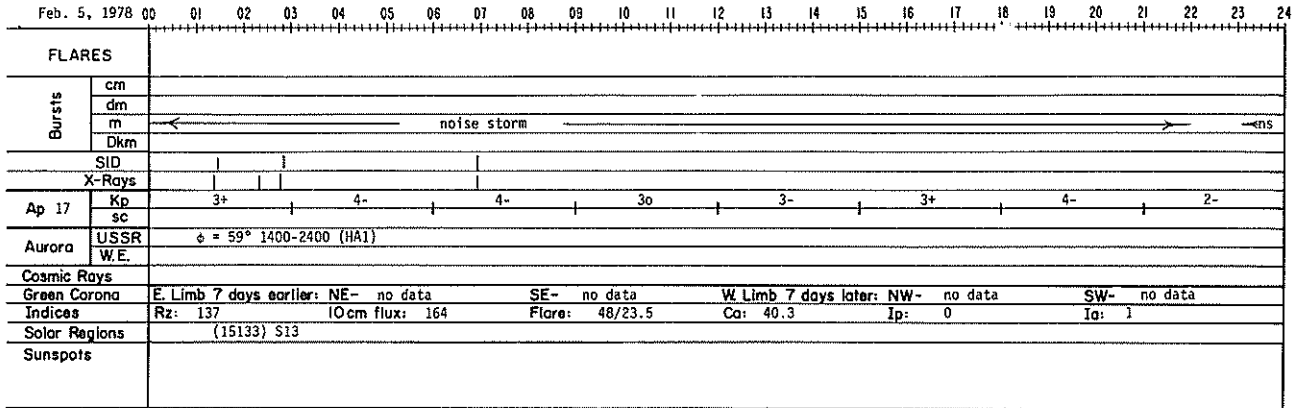 Feb. 5, 1978 00 01 02 03 04 05 06 07 08 09 10 11 12 13 14 15 16 17 18 19 20 21 22 23 24
FLARES
Bursts
cm
dm
m noise storm ns
Dkm
SID
X-Rays
Ap 17 Kp 3+ 4- 4- 3o 3- 3+ 4- 2-
sc
Aurora USSR ϕ = 59° 1400-2400 (HA1)
W.E.
Cosmic Rays
Green Corona E. Limb 7 days earlier: NE- no data SE- no data W. Limb 7 days later: NW- no data SW- no data
Indices Rz: 137 10cm flux: 164 Flare: 48/23.5 Ca: 40.3 Ip: 0 Ia: 1
Solar Regions (15133) S13
Sunspots